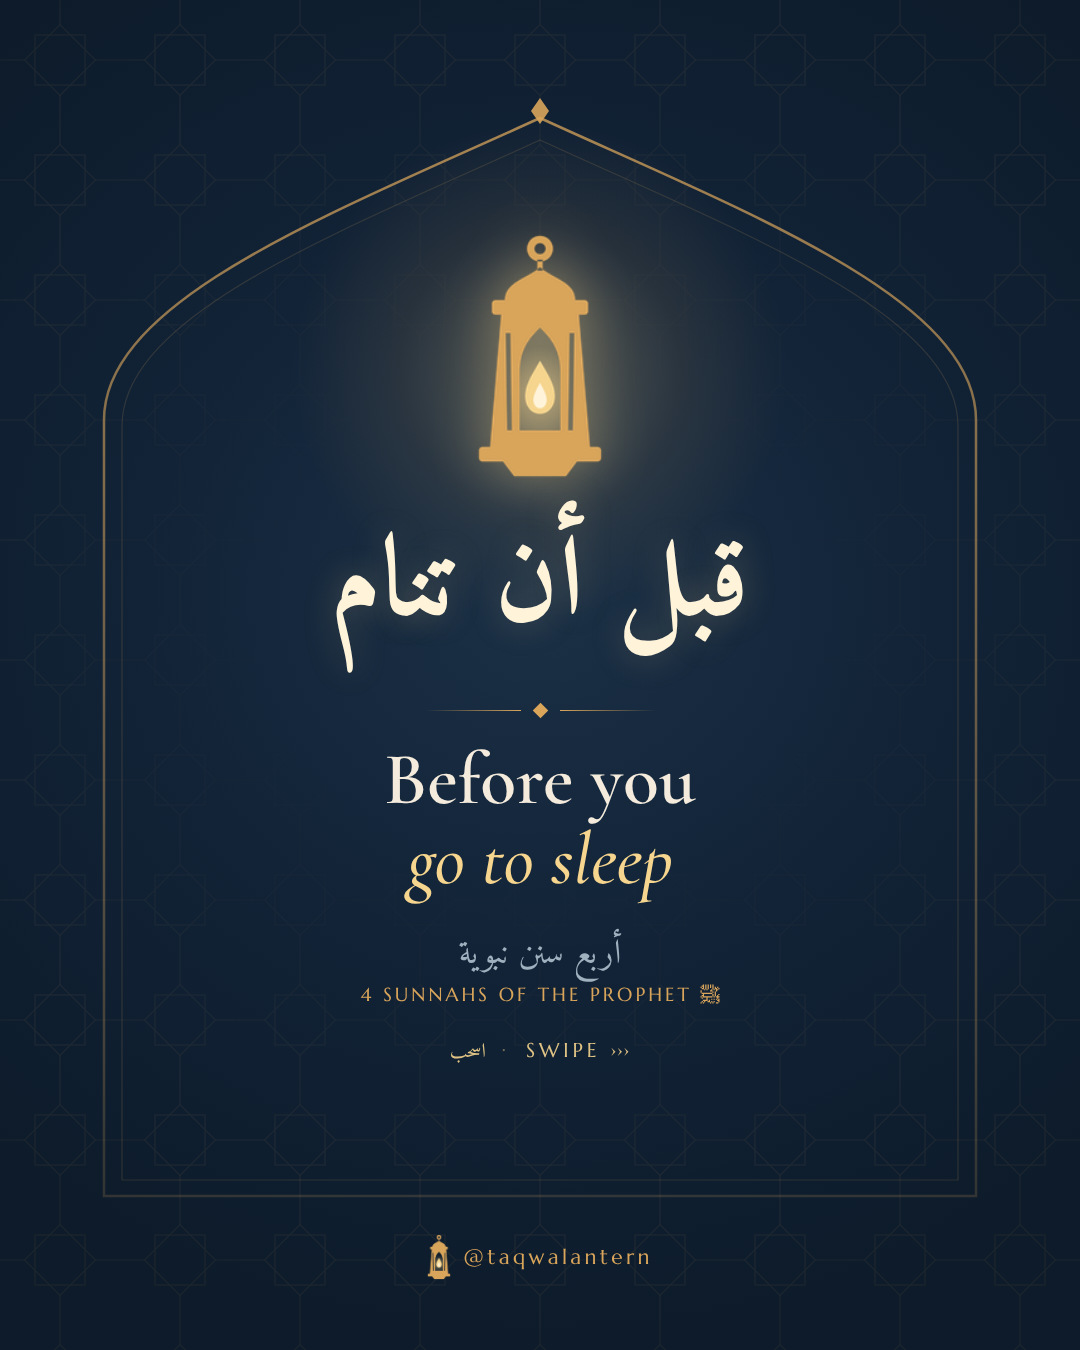 قبل أن تنام
Before you
go to sleep
أربع سنن نبوية
4 SUNNAHS OF THE PROPHET ﷺ
اسحب · SWIPE ›››
@taqwalantern